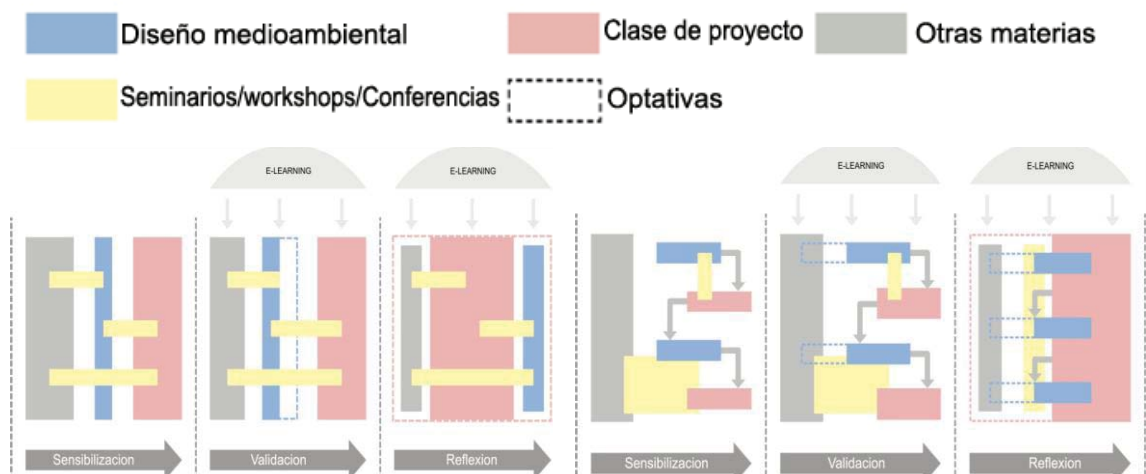 Diseño medioambiental
Clase de proyecto
Otras materias
Seminarios/workshops/Conferencias
Optativas
E-LEARNING
E-LEARNING
E-LEARNING
E-LEARNING
Sensibilizacion
Validacion
Reflexion
Sensibilizacion
Validacion
Reflexion